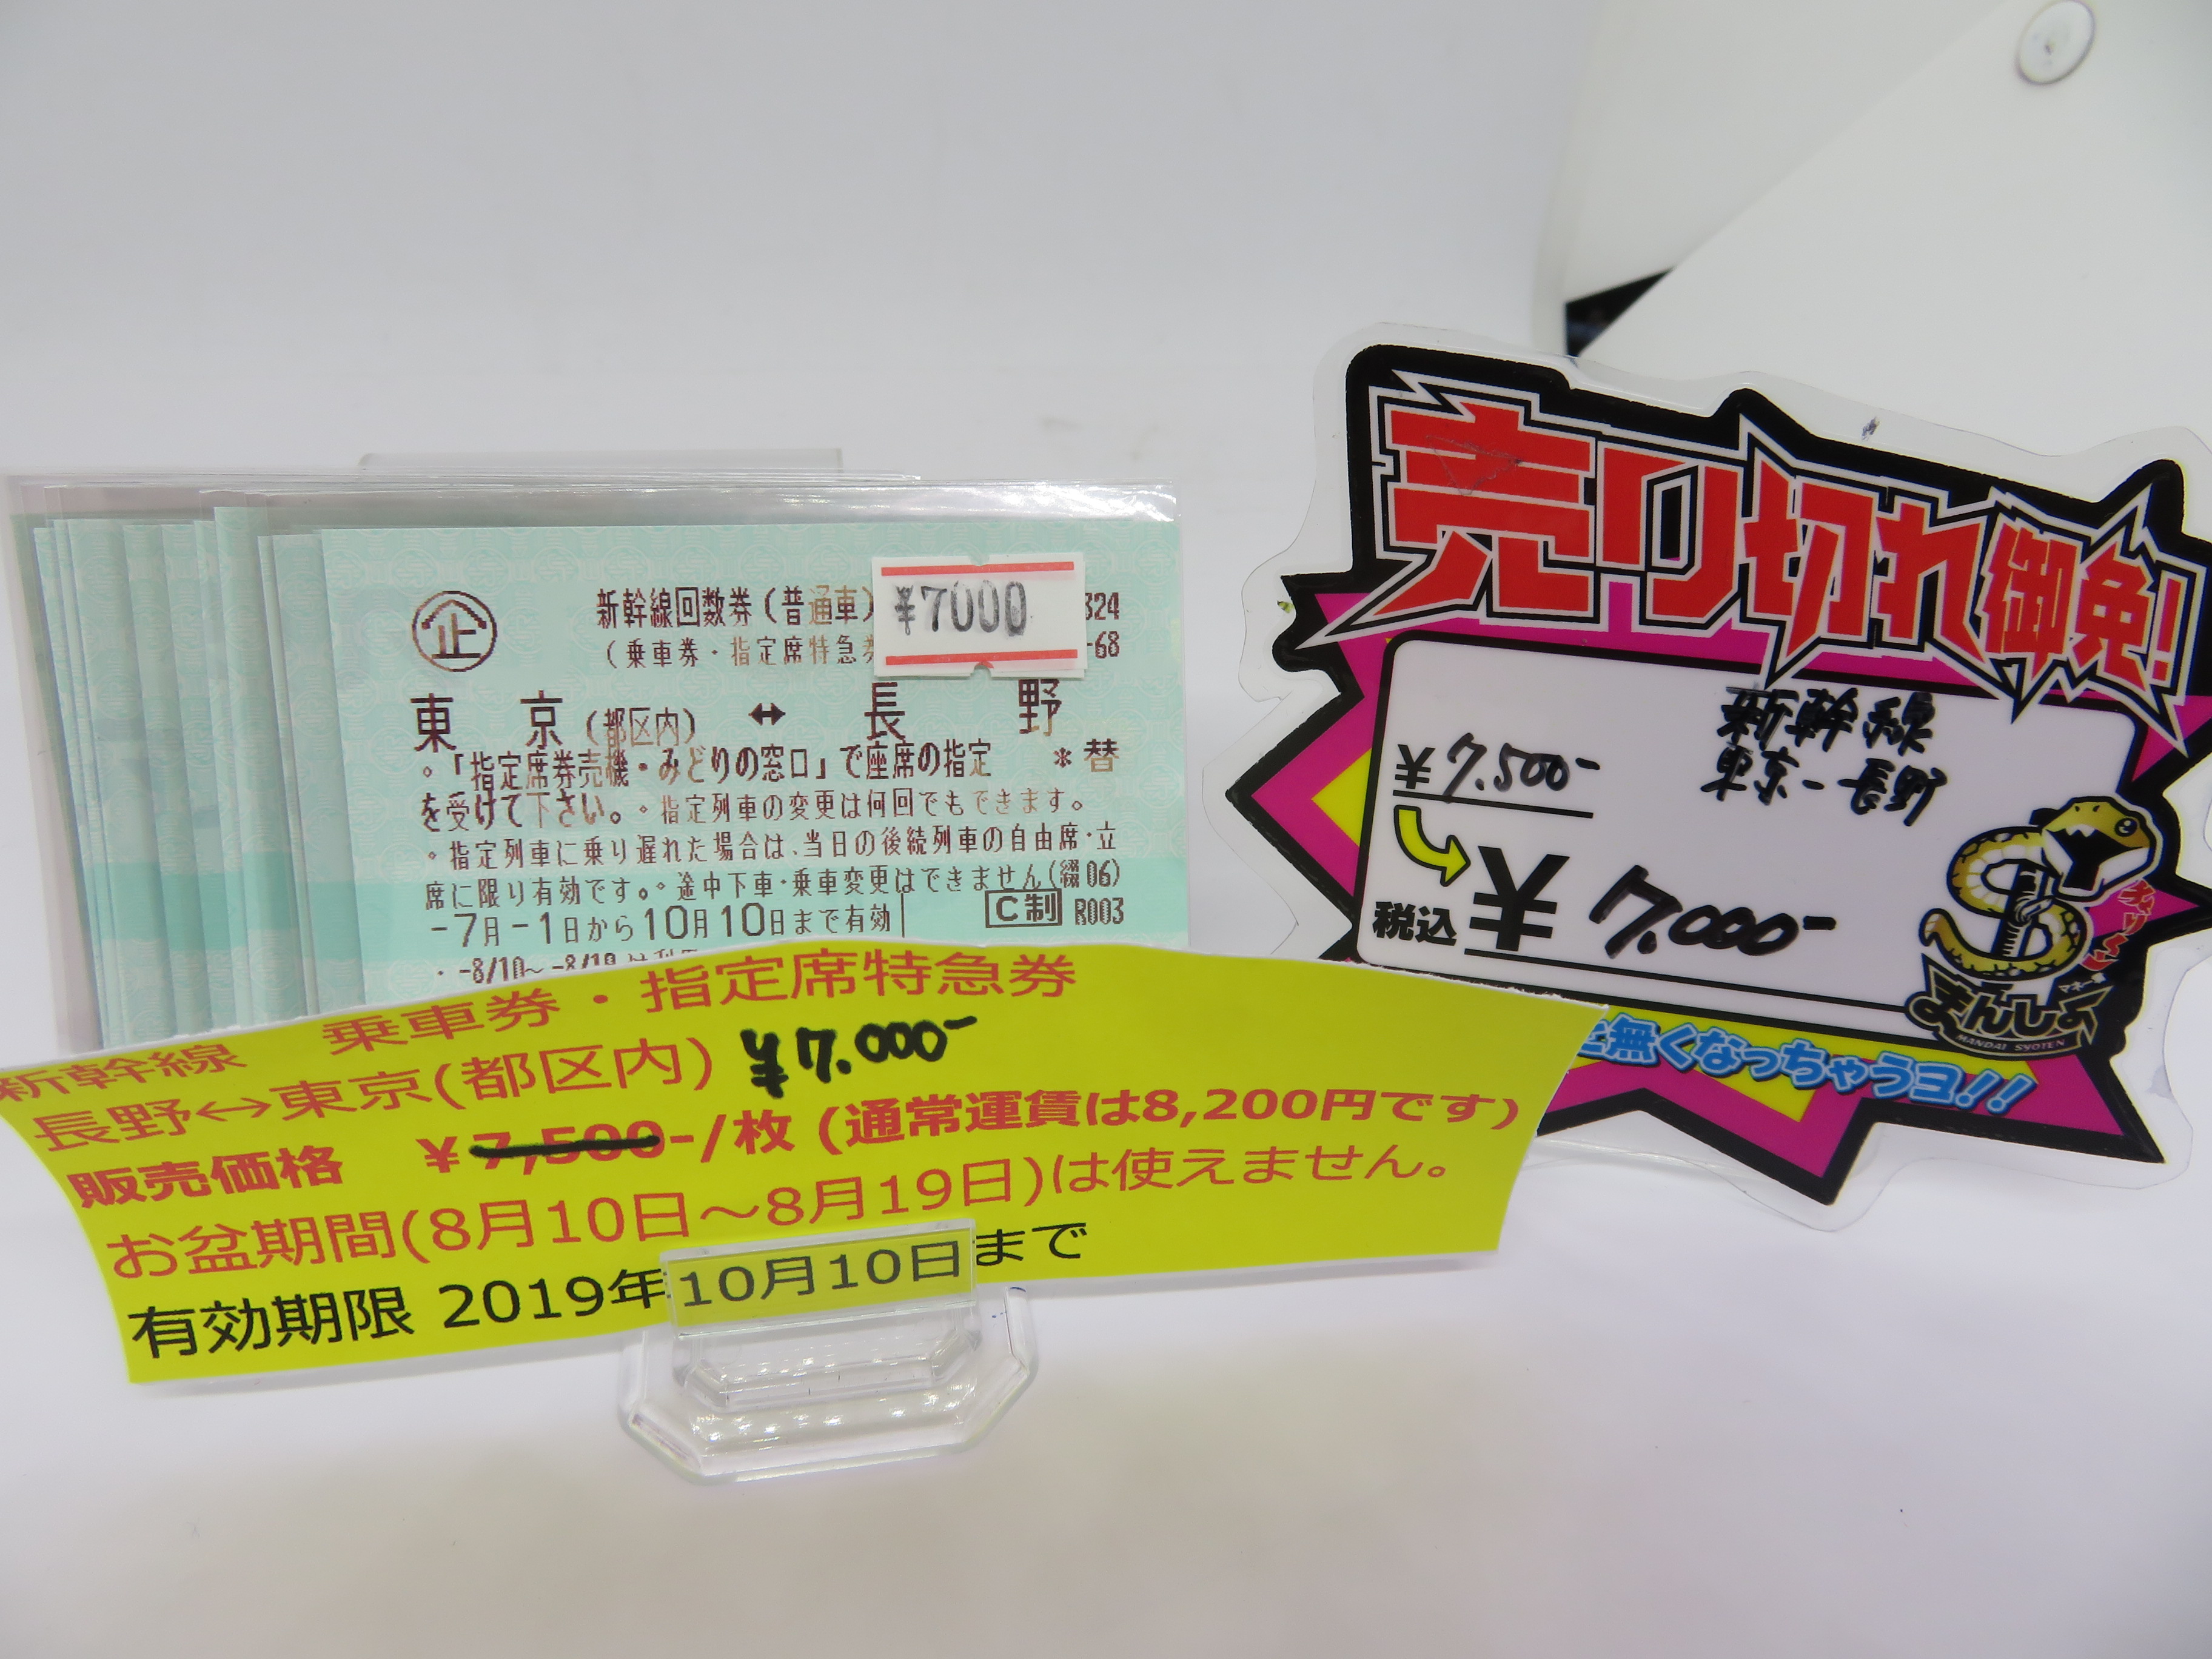 新幹線回数券(普通車)
¥7000
324
(乗車券・指定席特急券
-68
東京(都区内)↔長野
。「指定席券売機・みどりの窓口」で座席の指定 *替
を受けて下さい。。指定列車の変更は何回でもできます。
。指定列車に乗り遅れた場合は、当日の後続列車の自由席・立
席に限り有効です。。途中下車・乗車変更はできません(綴06)
-7月-1日から10月10日まで有効
C制 R003
・-8/10～-8/19
新幹線 乗車券・指定席特急券
長野↔東京(都区内) ¥7.000-
販売価格 ¥7,500-/枚 (通常運賃は8,200円です)
お盆期間(8月10日～8月19日)は使えません。
有効期限 2019年10月10日まで
売り切れ御免!
新幹線
東京-長野
¥7.500-
税込 ¥7.000-
まんしょ
MANDAI SYOTEN
無くなっちゃうヨ!!